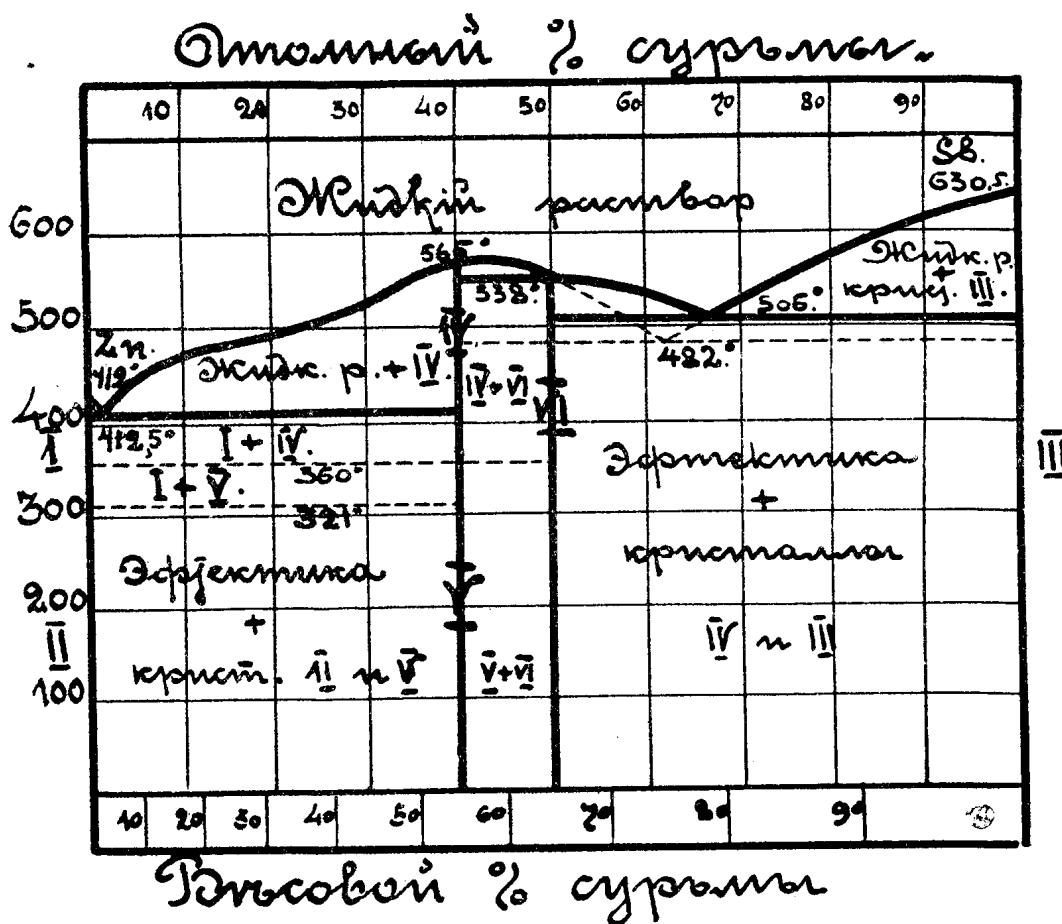 Атомный % сурьмы.
10 20 30 40 50 60 70 80 90
Sb.
630,5.
Жидкій раствор
600
565°
Жидк. р.
+
крис. III.
538°
506°
500
IV
Zn.
419°
482°
Жидк. р. + IV.
IV + VI
VI
400
412,5°
I + IV.
I
III
Эфтектика
360°
I + V.
+
300
321°
кристаллы
Эфтектика
V
200
+
II
IV и III
крист. II и V
V + VI
100
10 20 30 40 50 60 70 80 90
Вѣсовой % сурьмы